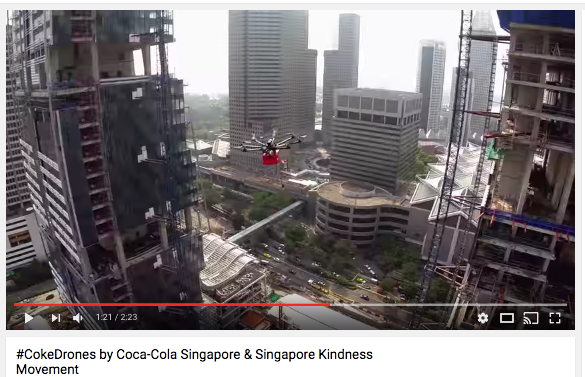 1:21 / 2:23
#CokeDrones by Coca-Cola Singapore & Singapore Kindness
Movement